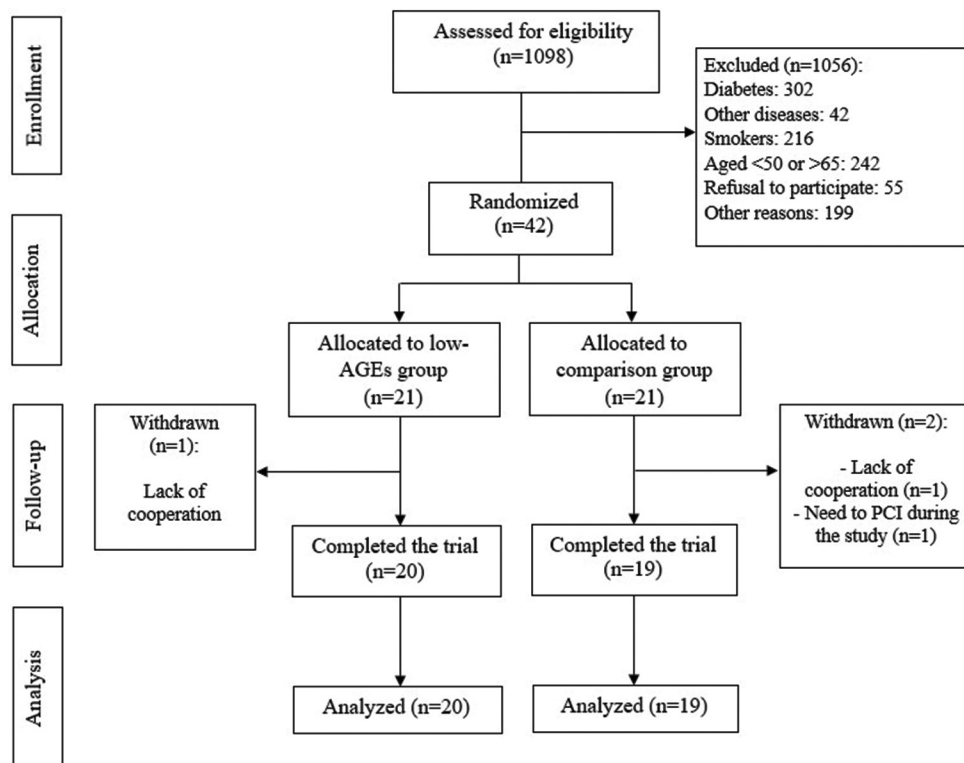 Enrollment
Assessed for eligibility
(n=1098)
Excluded (n=1056):
Diabetes: 302
Other diseases: 42
Smokers: 216
Aged <50 or >65: 242
Refusal to participate: 55
Other reasons: 199
Randomized
(n=42)
Allocation
Allocated to low-
AGEs group
(n=21)
Allocated to
comparison group
(n=21)
Follow-up
Withdrawn
(n=1):
Lack of
cooperation
Withdrawn (n=2):
- Lack of
cooperation (n=1)
- Need to PCI during
the study (n=1)
Completed the trial
(n=20)
Completed the trial
(n=19)
Analysis
Analyzed (n=20)
Analyzed (n=19)